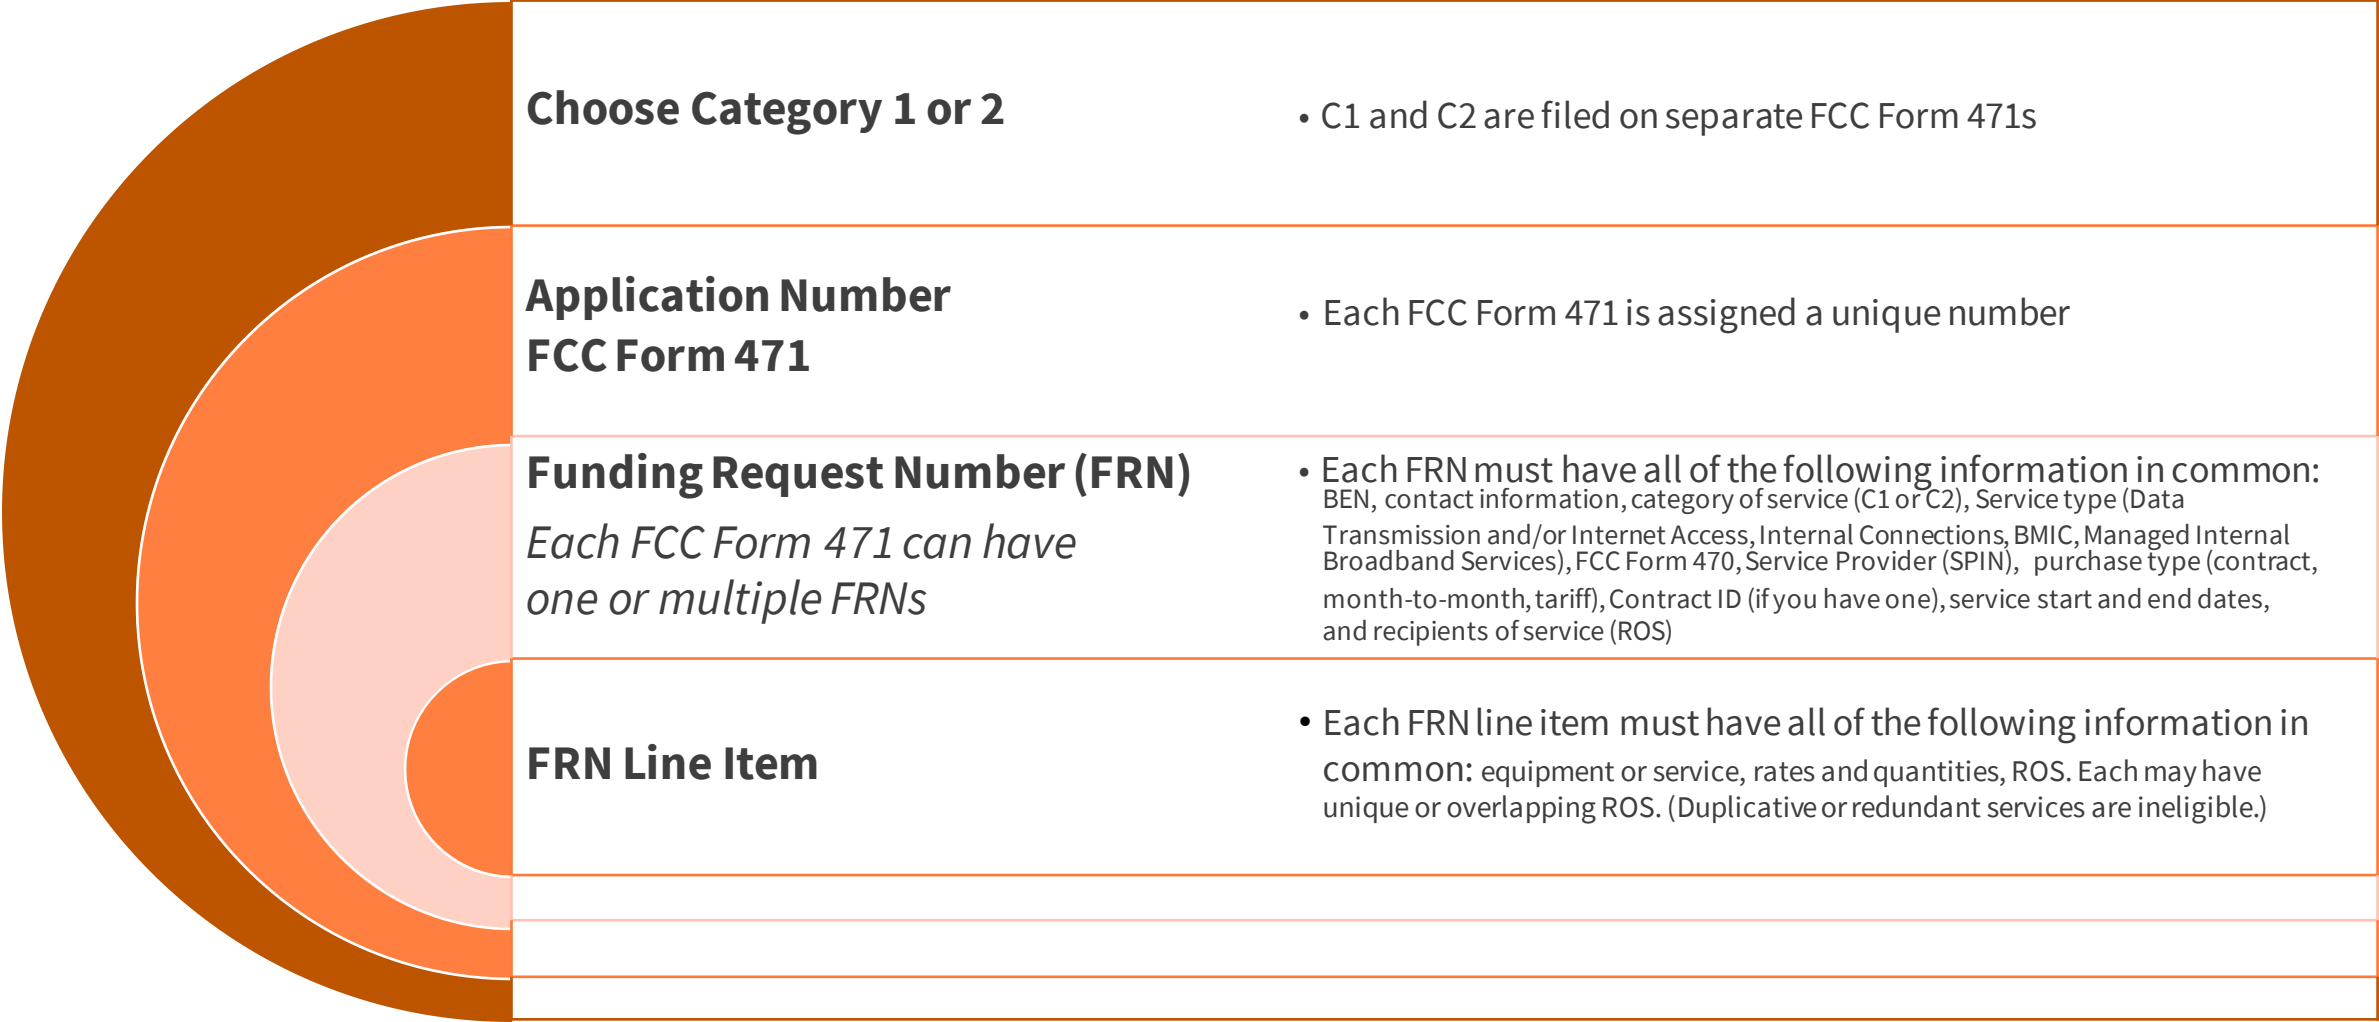 Choose Category 1 or 2
• C1 and C2 are filed on separate FCC Form 471s
Application Number
FCC Form 471
• Each FCC Form 471 is assigned a unique number
Funding Request Number (FRN)
Each FCC Form 471 can have
one or multiple FRNs
• Each FRN must have all of the following information in common:
BEN, contact information, category of service (C1 or C2), Service type (Data
Transmission and/or Internet Access, Internal Connections, BMIC, Managed Internal
Broadband Services), FCC Form 470, Service Provider (SPIN), purchase type (contract,
month-to-month, tariff), Contract ID (if you have one), service start and end dates,
and recipients of service (ROS)
FRN Line Item
• Each FRN line item must have all of the following information in
common: equipment or service, rates and quantities, ROS. Each may have
unique or overlapping ROS. (Duplicative or redundant services are ineligible.)